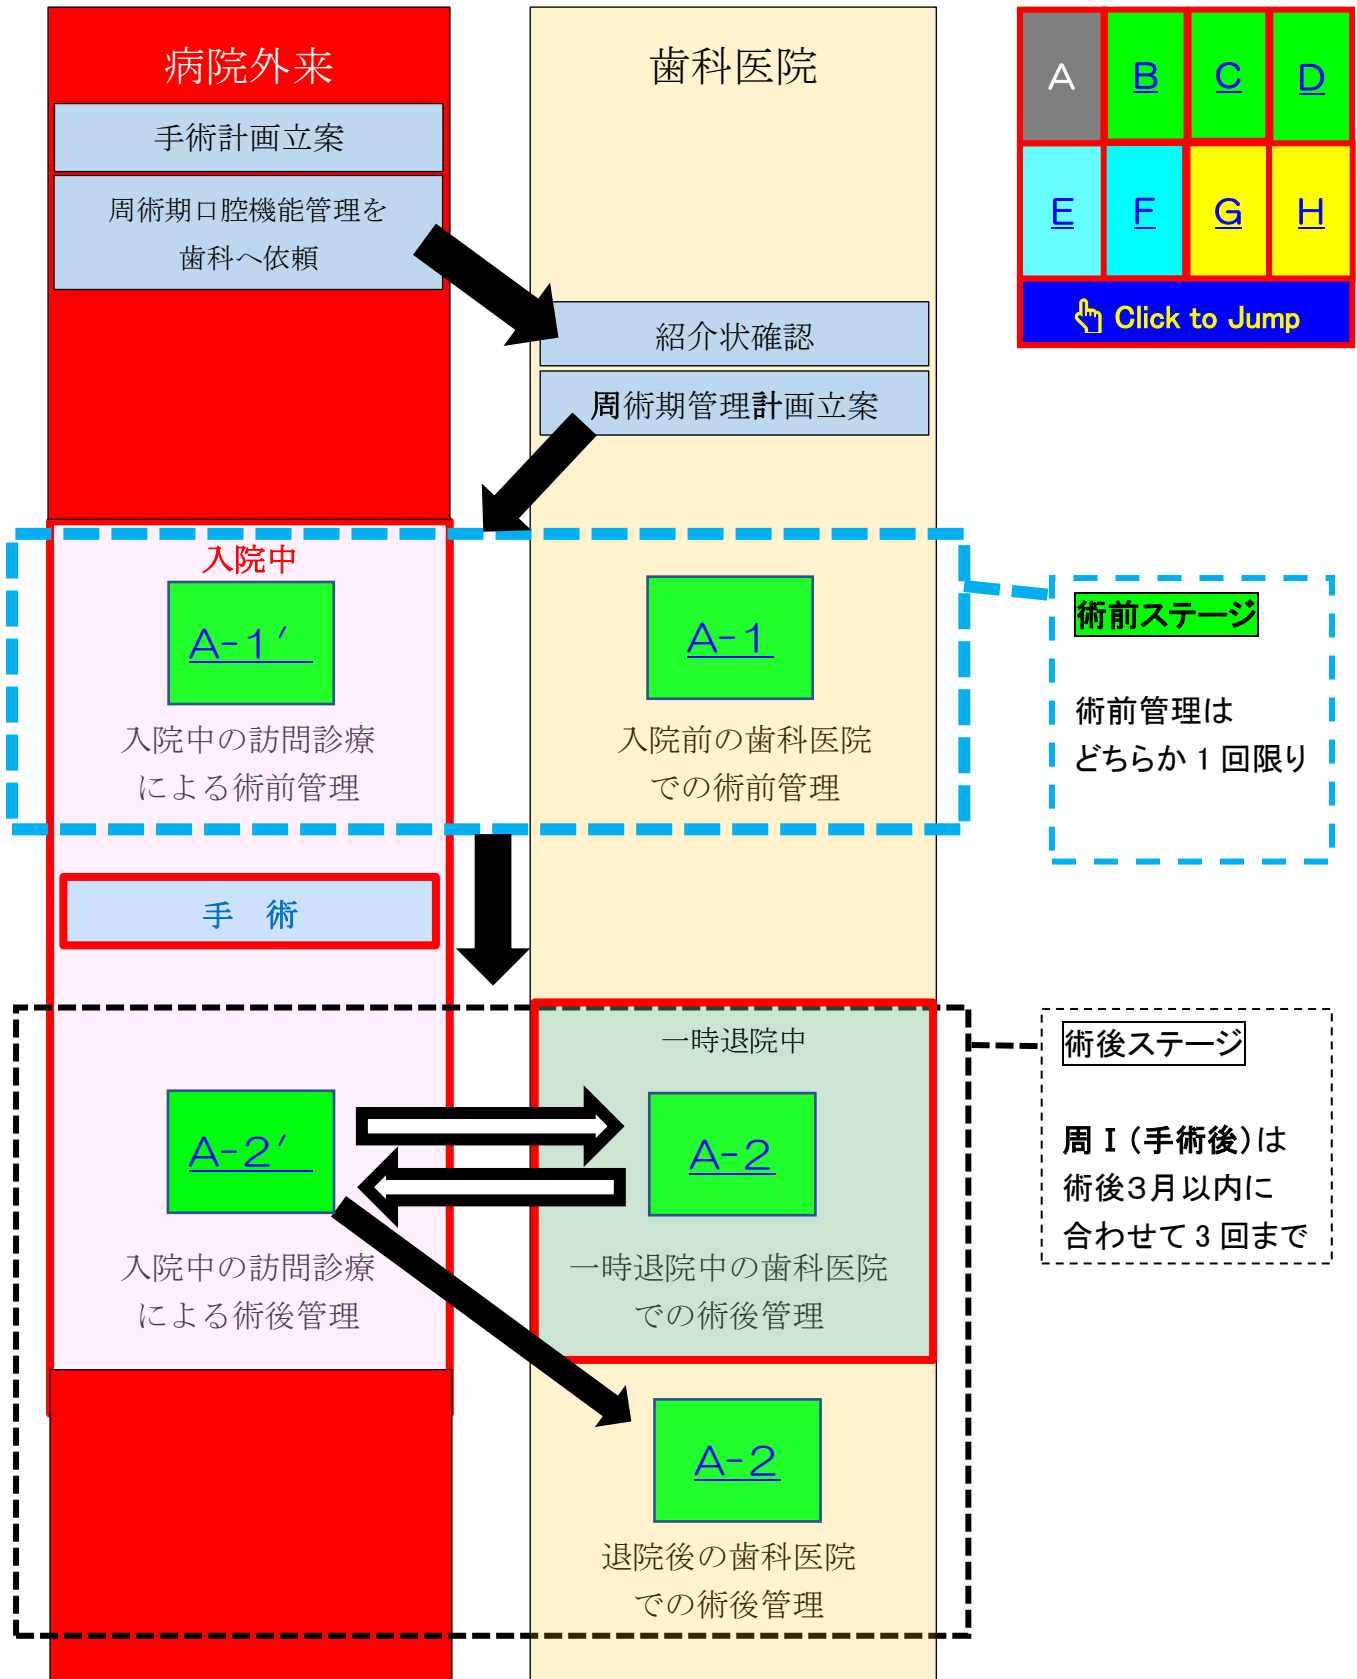 病院外来
手術計画立案
周術期口腔機能管理を
歯科へ依頼
歯科医院
紹介状確認
周術期管理計画立案
A B C D
E F G H
Click to Jump
入院中
A-1′
入院中の訪問診療
による術前管理
A-1
入院前の歯科医院
での術前管理
術前ステージ
術前管理は
どちらか1回限り
手 術
一時退院中
A-2′
入院中の訪問診療
による術後管理
A-2
一時退院中の歯科医院
での術後管理
術後ステージ
周Ⅰ(手術後)は
術後3月以内に
合わせて3回まで
A-2
退院後の歯科医院
での術後管理